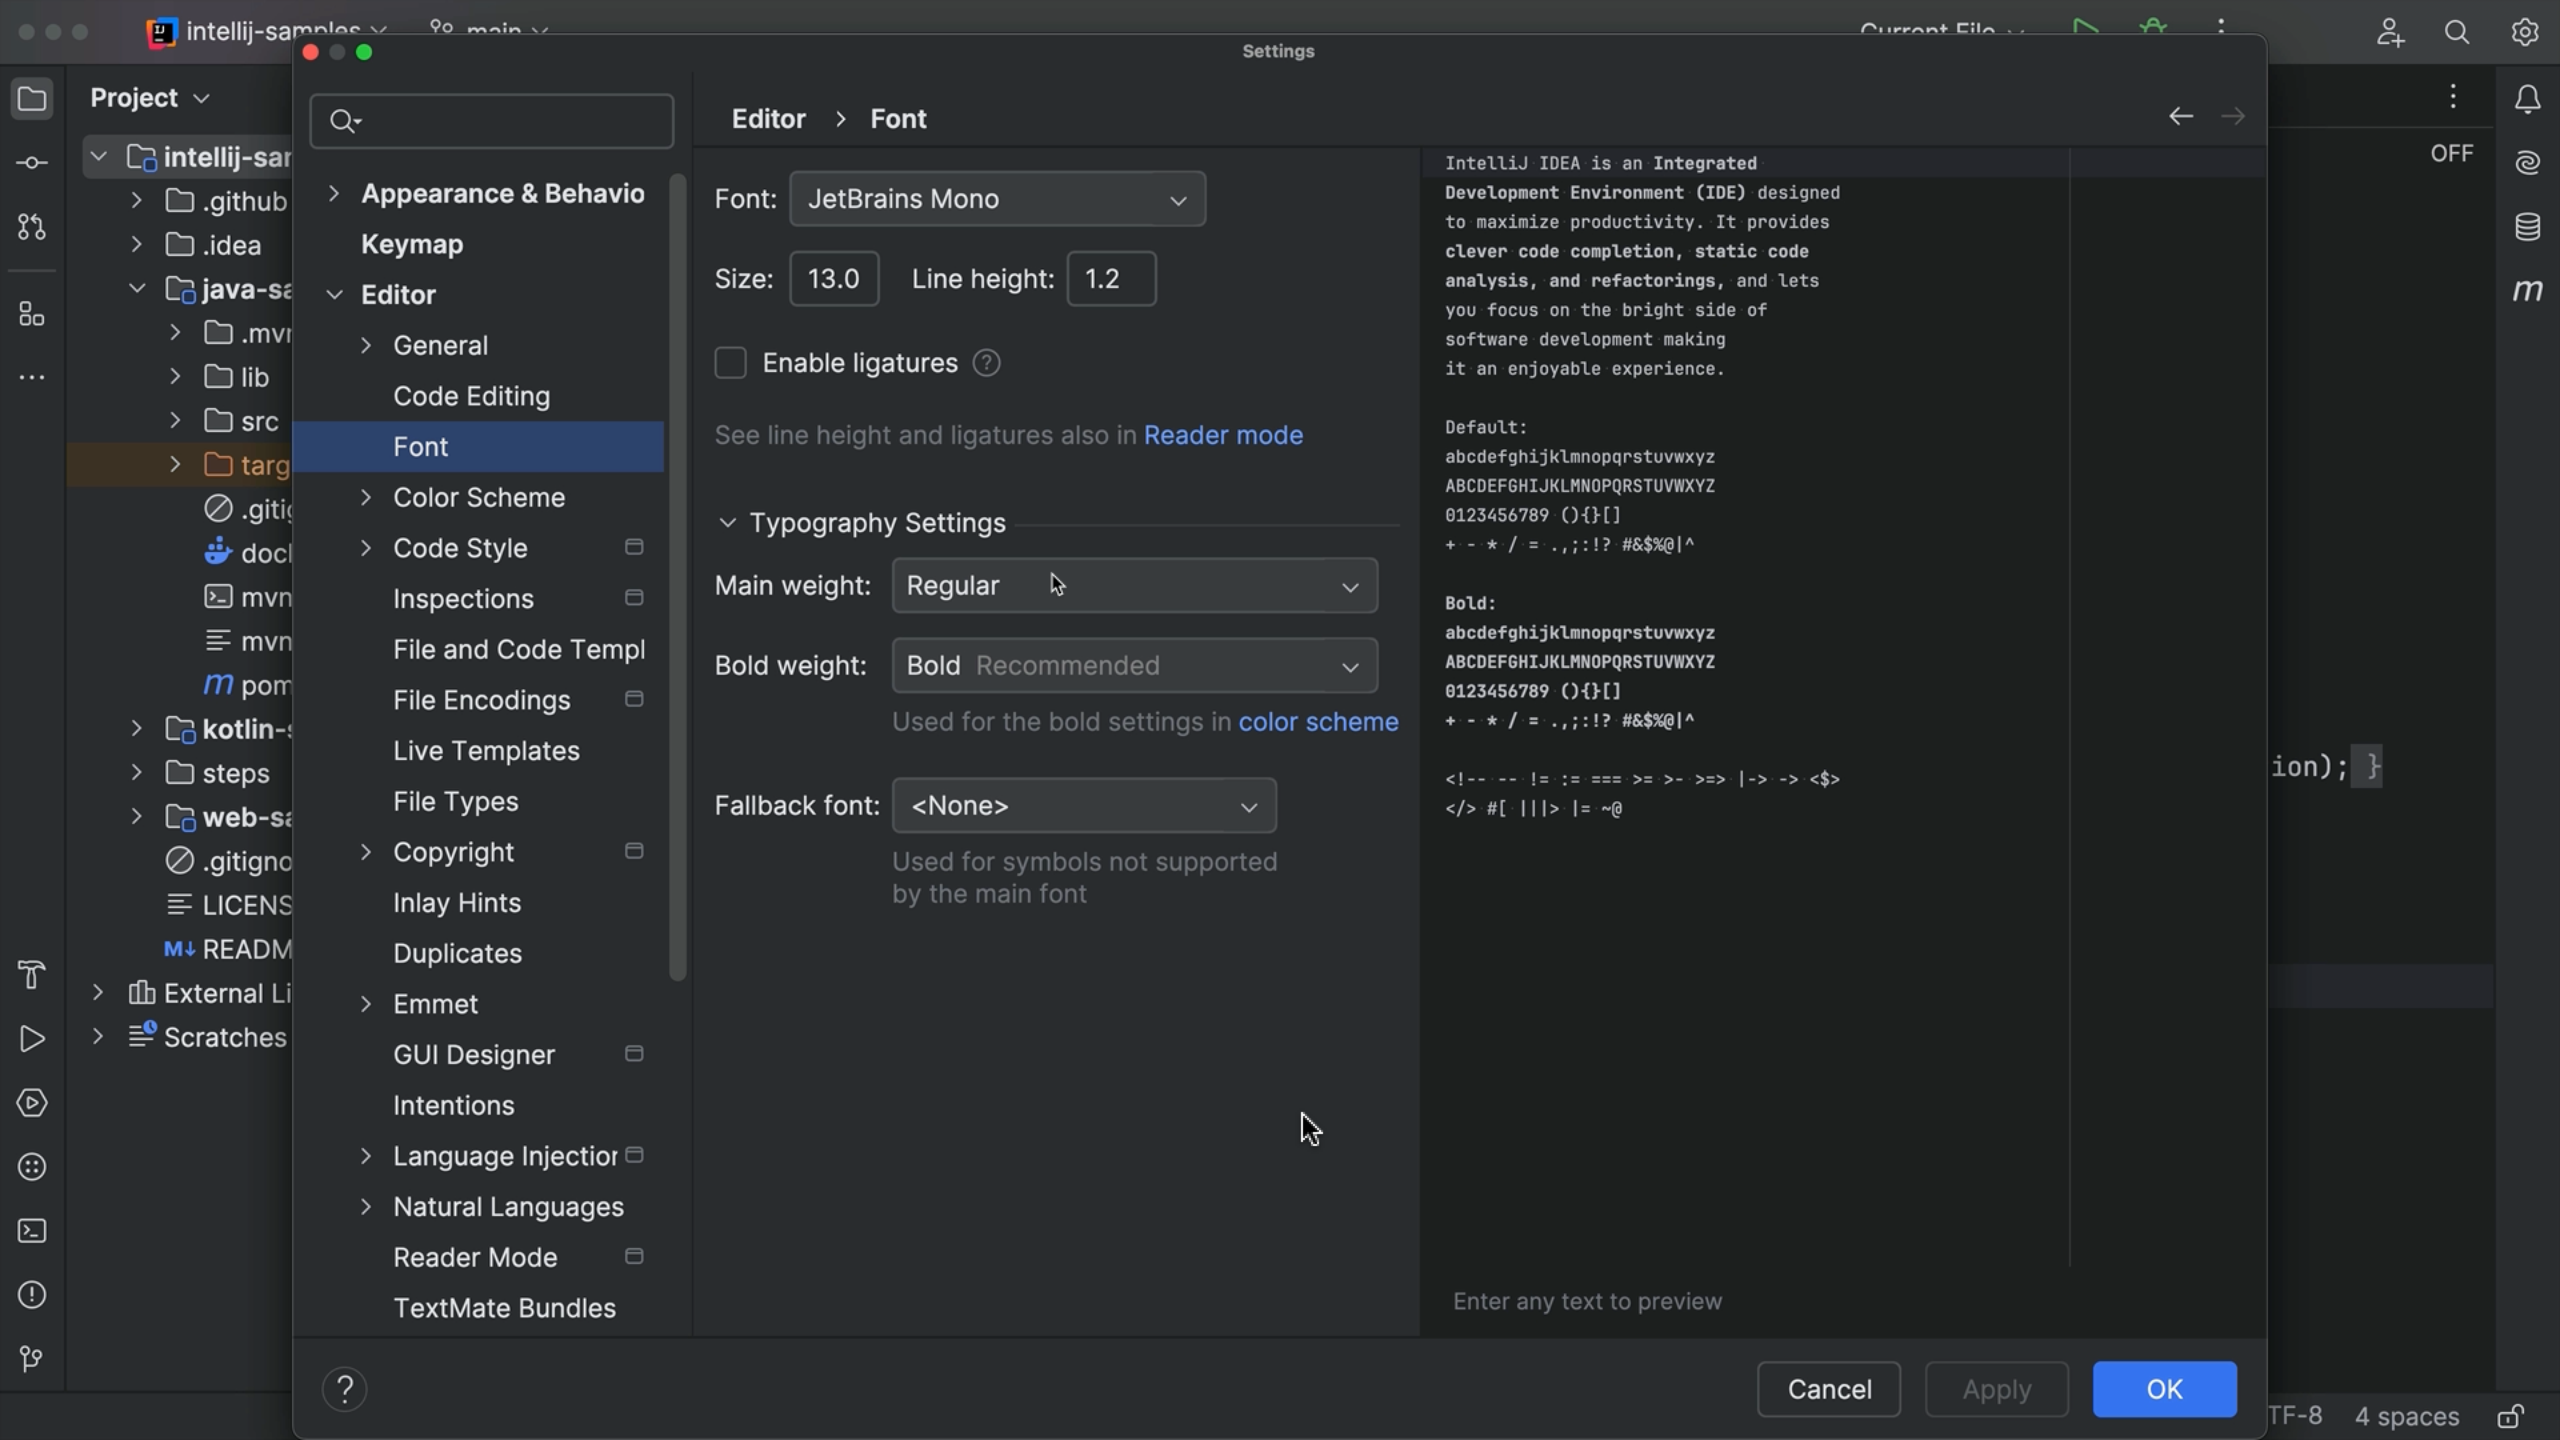 intellij-samples
main
Current File
Settings
Project
intellij-sar
.github
.idea
java-sa
.mvn
lib
src
targ
.gitig
docl
mvn
mvn
m pom
kotlin-s
steps
web-sa
.gitigno
LICENS
M↓ READM
External Li
Scratches
Appearance & Behavio
Keymap
Editor
General
Code Editing
Font
Color Scheme
Code Style
Inspections
File and Code Templ
File Encodings
Live Templates
File Types
Copyright
Inlay Hints
Duplicates
Emmet
GUI Designer
Intentions
Language Injection
Natural Languages
Reader Mode
TextMate Bundles
Editor > Font
Font: JetBrains Mono
Size: 13.0 Line height: 1.2
Enable ligatures ?
See line height and ligatures also in Reader mode
Typography Settings
Main weight: Regular
Bold weight: Bold Recommended
Used for the bold settings in color scheme
Fallback font: <None>
Used for symbols not supported
by the main font
IntelliJ IDEA is an Integrated
Development Environment (IDE) designed
to maximize productivity. It provides
clever code completion, static code
analysis, and refactorings, and lets
you focus on the bright side of
software development making
it an enjoyable experience.
Default:
abcdefghijklmnopqrstuvwxyz
ABCDEFGHIJKLMNOPQRSTUVWXYZ
0123456789 (){}[]
+ - * / = .,;:!? #&$%@|^
Bold:
abcdefghijklmnopqrstuvwxyz
ABCDEFGHIJKLMNOPQRSTUVWXYZ
0123456789 (){}[]
+ - * / = .,;:!? #&$%@|^
<!-- -- != := === >= >- >=> |-> -> <$>
</> #[ |||> |= ~@
Enter any text to preview
? Cancel Apply OK
OFF
m
ion); }
TF-8 4 spaces